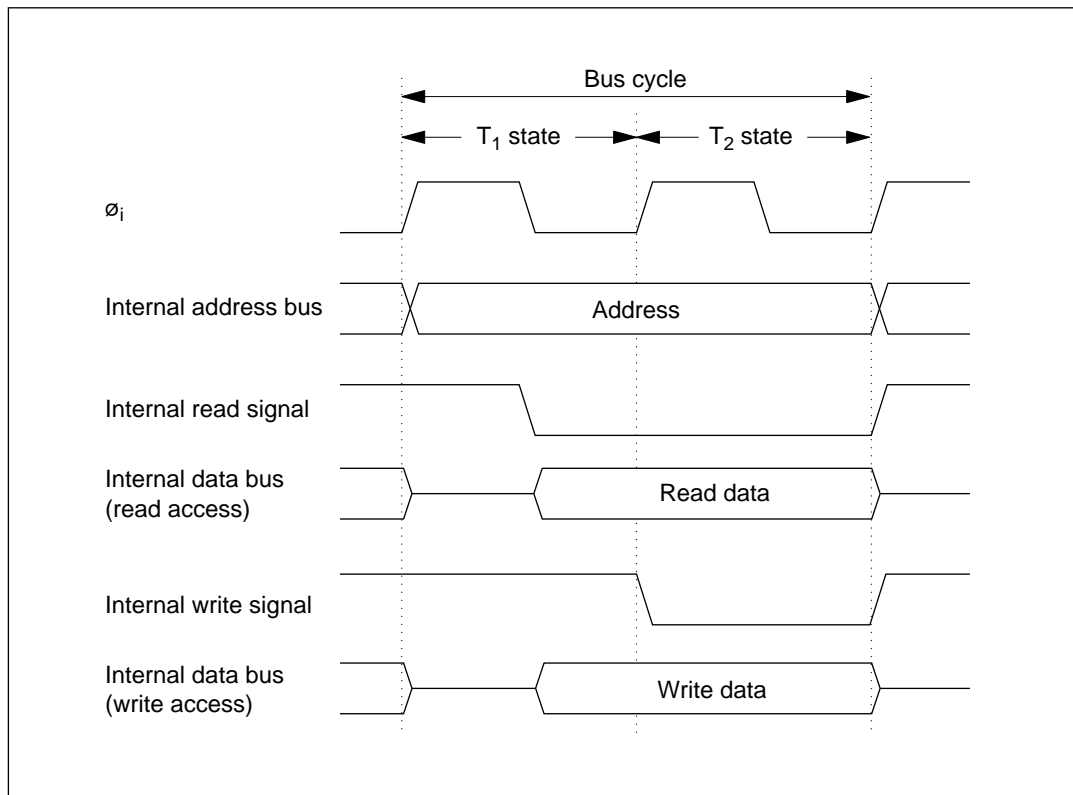 Bus cycle
T₁ state T₂ state
øᵢ
Internal address bus Address
Internal read signal
Internal data bus
(read access)
Read data
Internal write signal
Internal data bus
(write access)
Write data